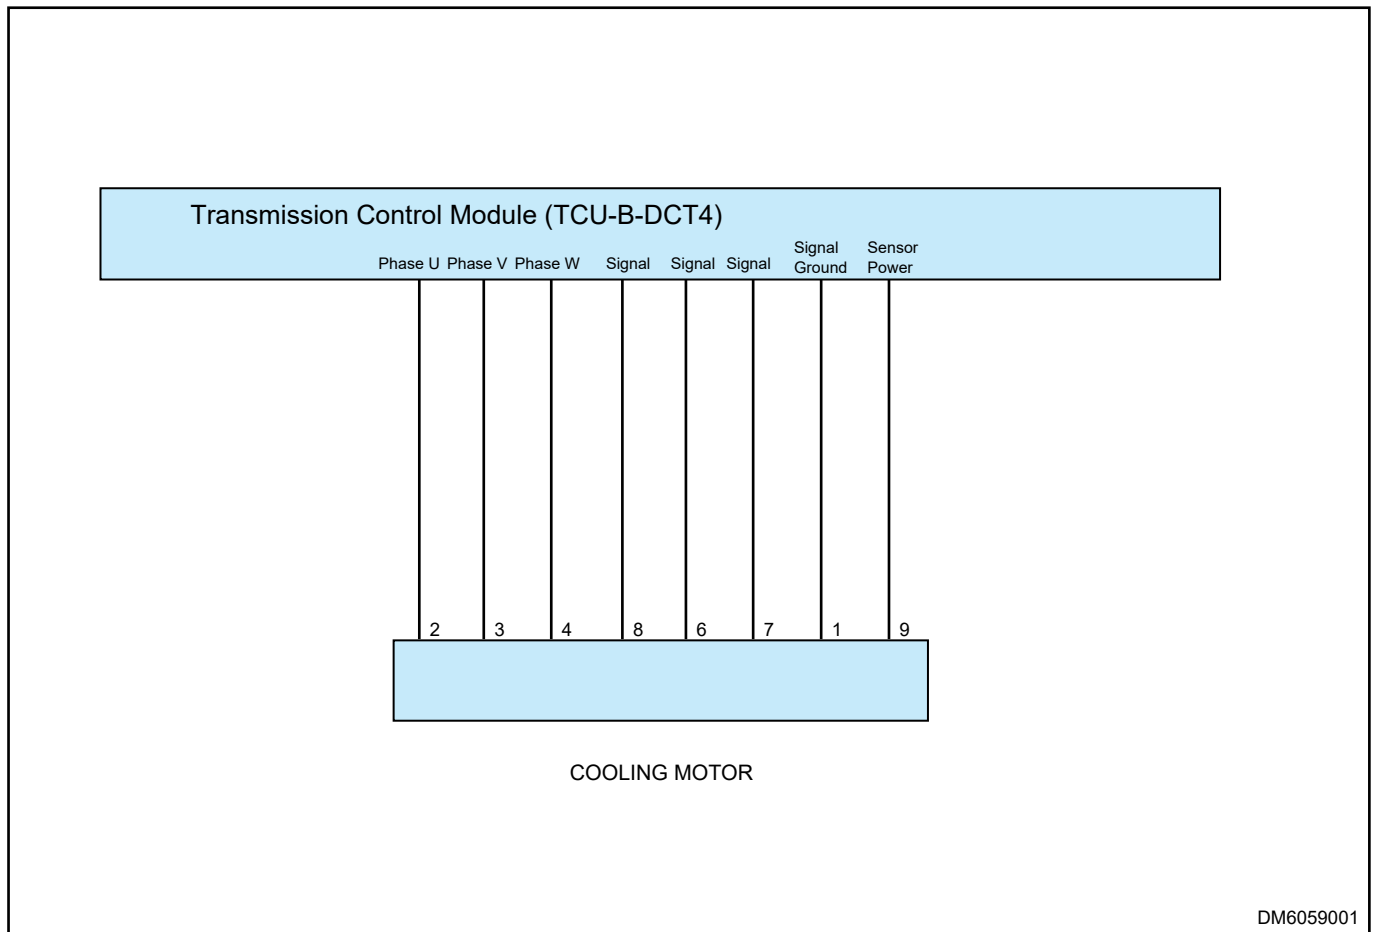 Transmission Control Module (TCU-B-DCT4)
Phase U Phase V Phase W Signal Signal Signal Signal Ground Sensor Power
2 3 4 8 6 7 1 9
COOLING MOTOR
DM6059001